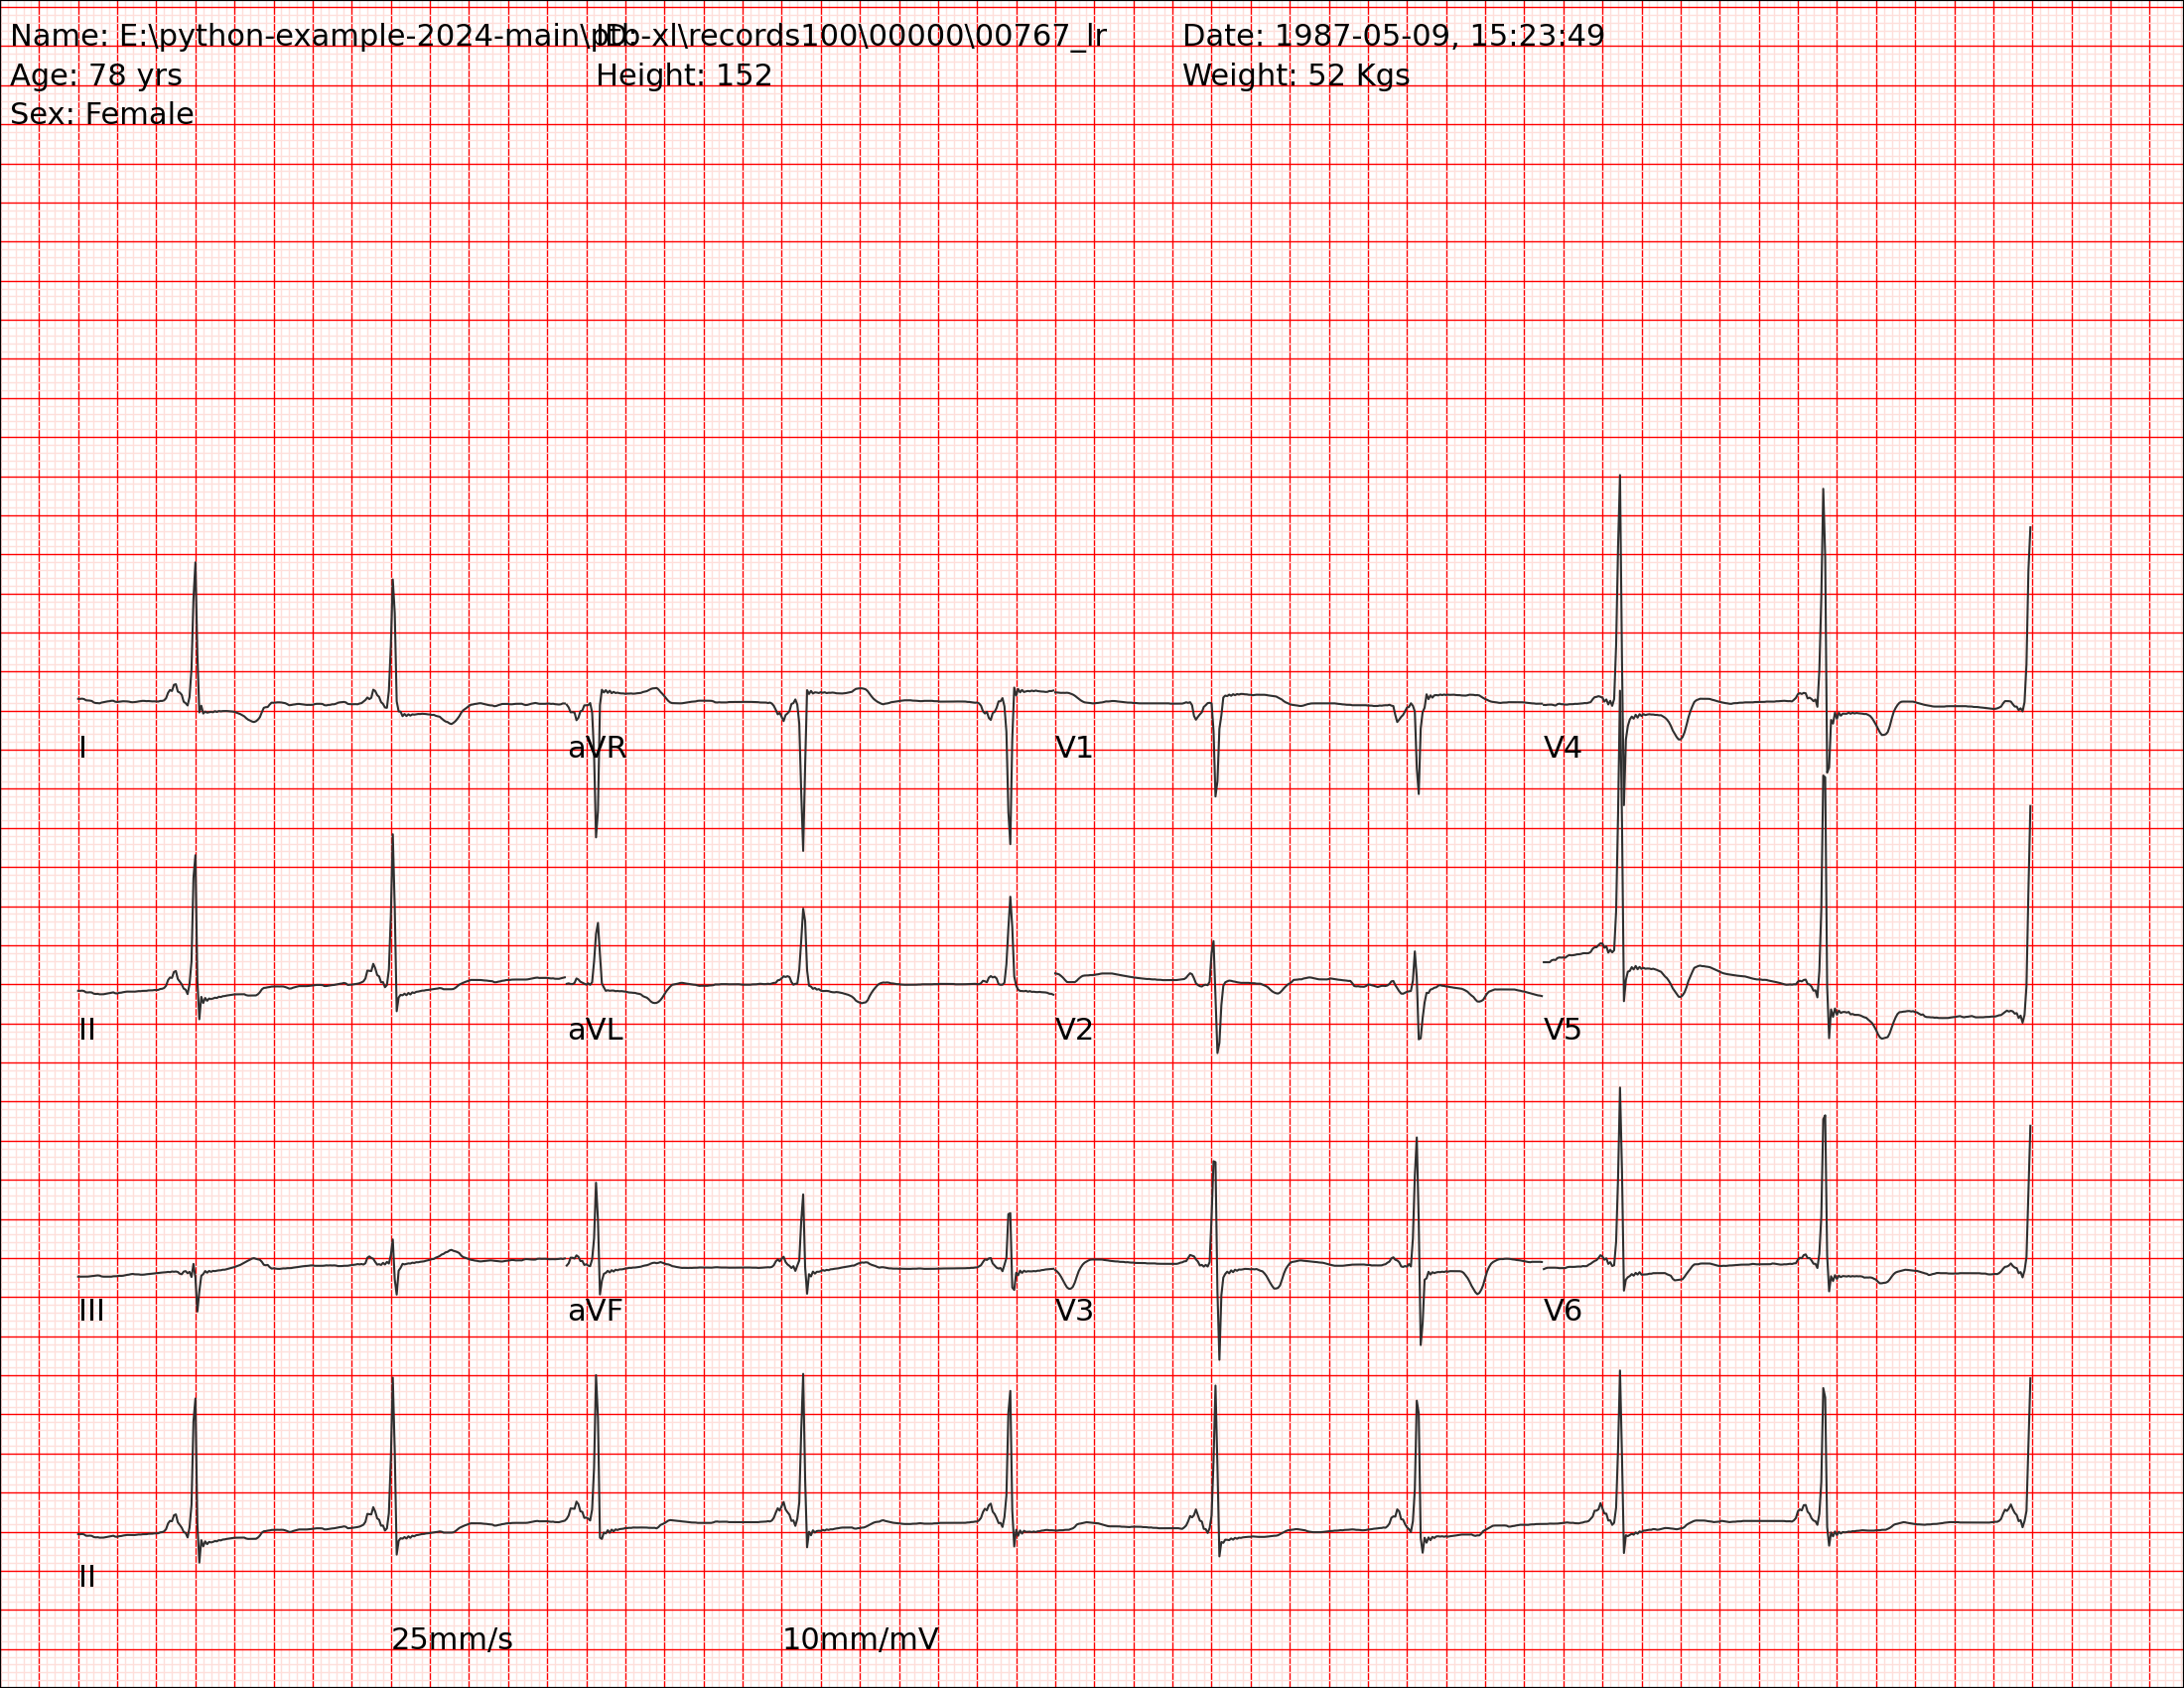 Name: E:\python-example-2024-main\ptb-xl\records100\00000\00767_lr ID: Date: 1987-05-09, 15:23:49
Age: 78 yrs Height: 152 Weight: 52 Kgs
Sex: Female
I aVR V1 V4
II aVL V2 V5
III aVF V3 V6
II
25mm/s 10mm/mV